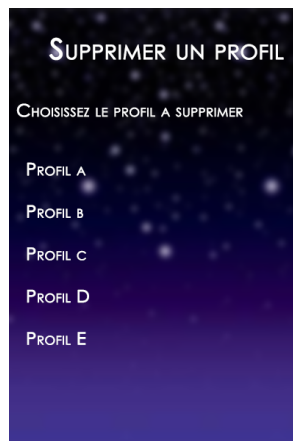 Supprimer un profil
Choisissez le profil a supprimer
Profil a
Profil b
Profil c
Profil D
Profil E